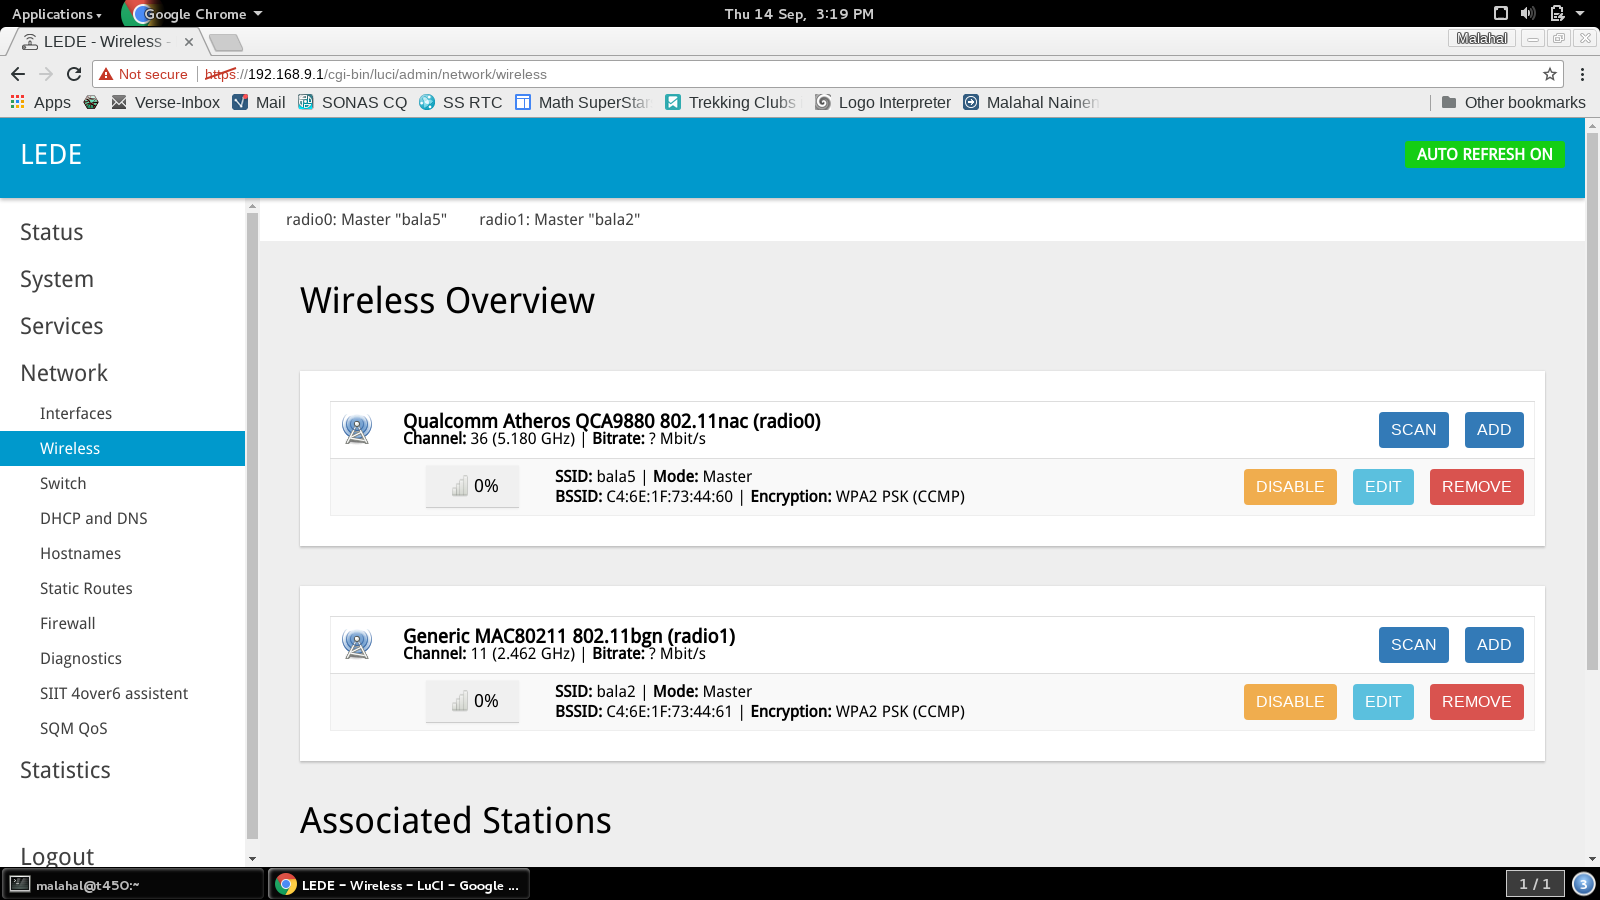 Applications Google Chrome Thu 14 Sep, 3:19 PM
LEDE - Wireless - Malahal
Not secure https://192.168.9.1/cgi-bin/luci/admin/network/wireless
Apps Verse-Inbox Mail SONAS CQ SS RTC Math SuperStar Trekking Clubs Logo Interpreter Malahal Nainen Other bookmarks
LEDE AUTO REFRESH ON
radio0: Master "bala5" radio1: Master "bala2"
Status
System
Services
Network
Interfaces
Wireless
Switch
DHCP and DNS
Hostnames
Static Routes
Firewall
Diagnostics
SIIT 4over6 assistent
SQM QoS
Statistics
Logout
Wireless Overview
Qualcomm Atheros QCA9880 802.11nac (radio0)
Channel: 36 (5.180 GHz) | Bitrate: ? Mbit/s
SCAN ADD
0%
SSID: bala5 | Mode: Master
BSSID: C4:6E:1F:73:44:60 | Encryption: WPA2 PSK (CCMP)
DISABLE EDIT REMOVE
Generic MAC80211 802.11bgn (radio1)
Channel: 11 (2.462 GHz) | Bitrate: ? Mbit/s
SCAN ADD
0%
SSID: bala2 | Mode: Master
BSSID: C4:6E:1F:73:44:61 | Encryption: WPA2 PSK (CCMP)
DISABLE EDIT REMOVE
Associated Stations
malahal@t450:~ LEDE - Wireless - LuCI - Google ... 1 / 1 3